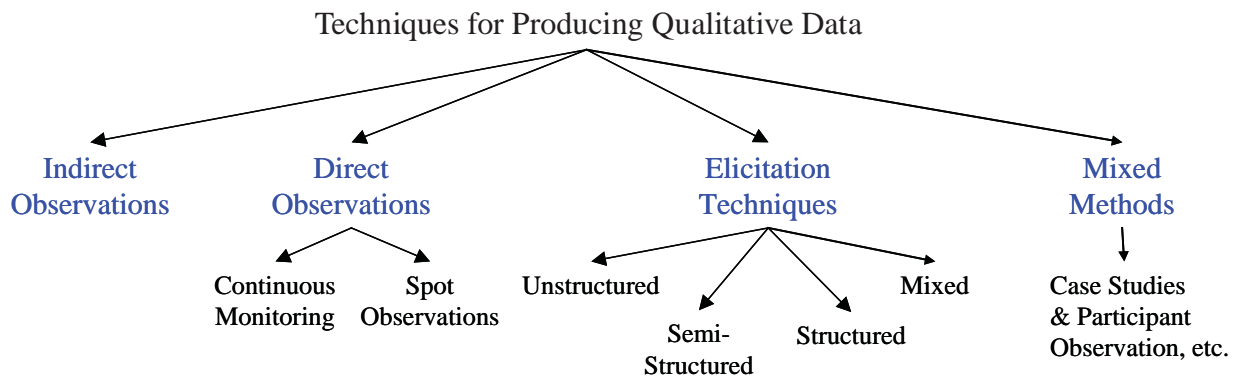 Techniques for Producing Qualitative Data
Indirect
Observations
Direct
Observations
Elicitation
Techniques
Mixed
Methods
Continuous
Monitoring
Spot
Observations
Unstructured
Semi-
Structured
Structured
Mixed
Case Studies
& Participant
Observation, etc.